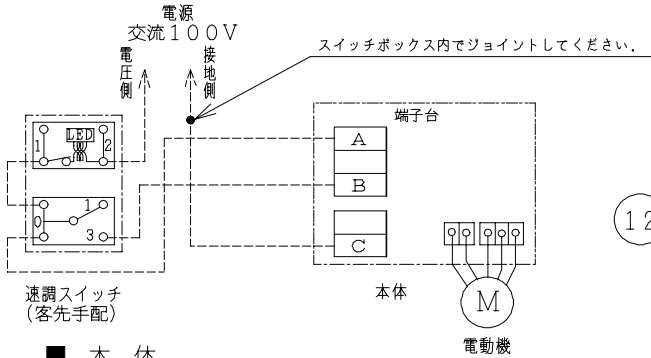 電源
交流１００Ｖ
電圧側
接地側
スイッチボックス内でジョイントしてください．
端子台
LED
1
2
A
B
0
1
3
C
12
速調スイッチ
(客先手配)
本体
M
電動機
■ 本 体